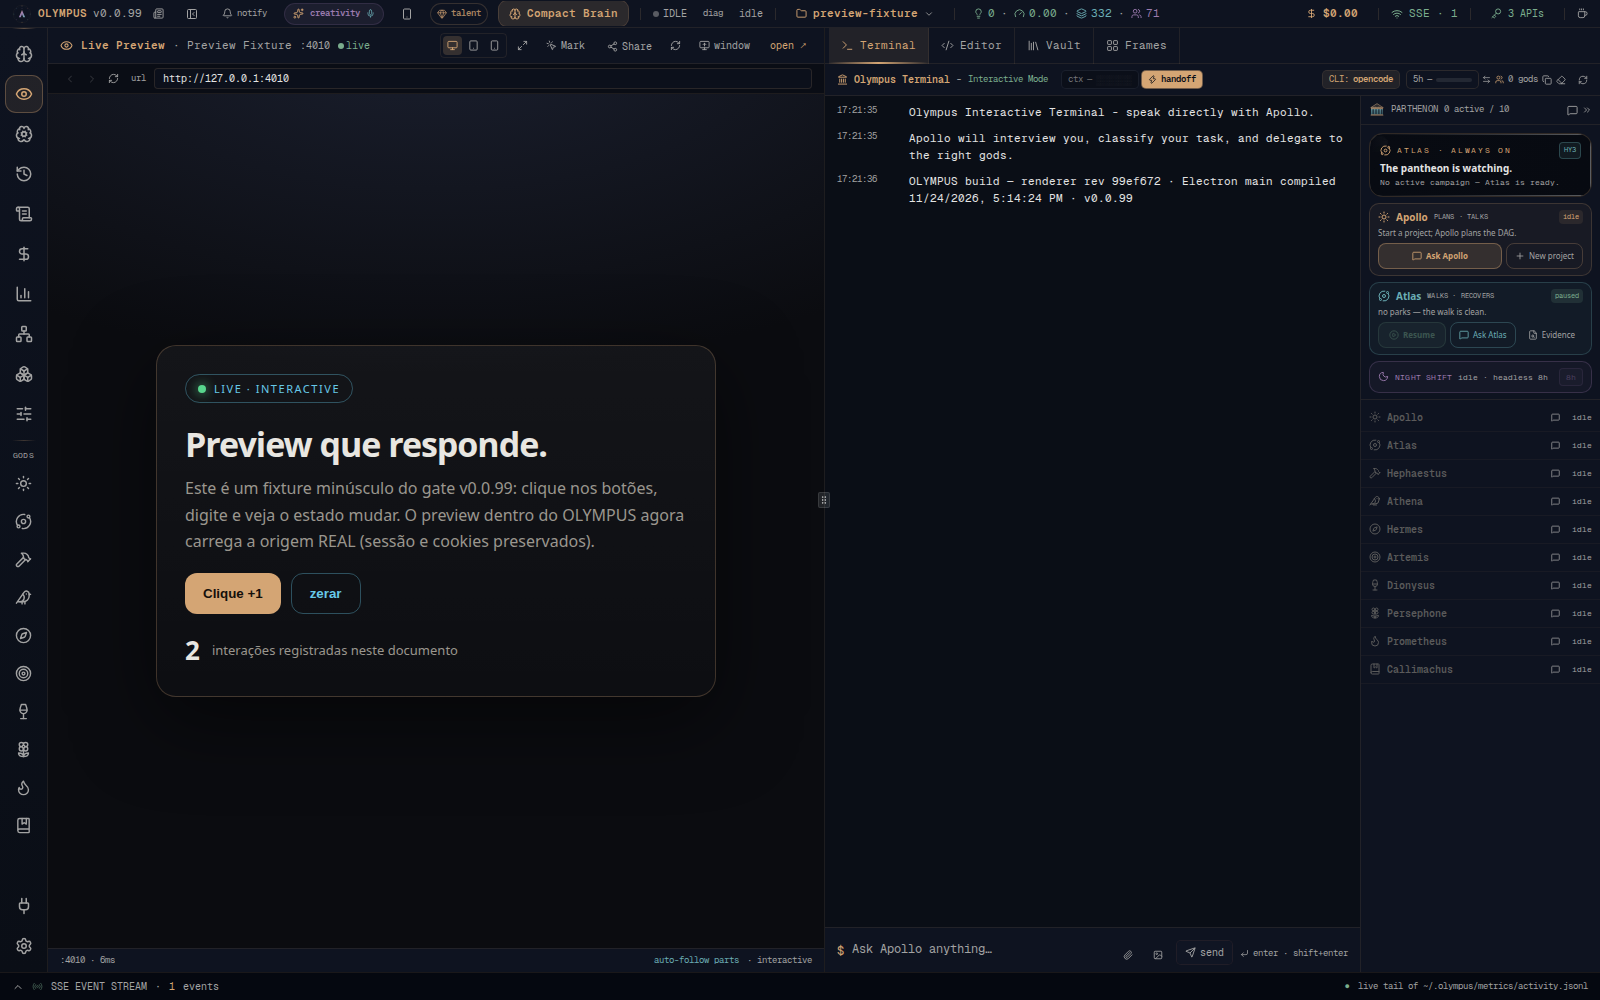 OLYMPUS v0.0.99 notify creativity talent Compact Brain IDLE diag idle preview-fixture 0 · 0.00 · 332 · 71 $ $0.00 SSE · 1 3 APIs
Live Preview · Preview Fixture :4010 live Mark Share window open ↗
Terminal Editor Vault Frames
url http://127.0.0.1:4010
Olympus Terminal – Interactive Mode ctx — handoff CLI: opencode 5h — 0 gods
17:21:35 Olympus Interactive Terminal - speak directly with Apollo.
17:21:35 Apollo will interview you, classify your task, and delegate to
the right gods.
17:21:36 OLYMPUS build — renderer rev 99ef672 · Electron main compiled
11/24/2026, 5:14:24 PM · v0.0.99
LIVE · INTERACTIVE
Preview que responde.
Este é um fixture minúsculo do gate v0.0.99: clique nos botões,
digite e veja o estado mudar. O preview dentro do OLYMPUS agora
carrega a origem REAL (sessão e cookies preservados).
Clique +1 zerar
2 interações registradas neste documento
PARTHENON 0 active / 10
ATLAS · ALWAYS ON HY3
The pantheon is watching.
No active campaign — Atlas is ready.
Apollo PLANS · TALKS idle
Start a project; Apollo plans the DAG.
Ask Apollo New project
Atlas WALKS · RECOVERS paused
no parks — the walk is clean.
Resume Ask Atlas Evidence
NIGHT SHIFT idle · headless 8h 8h
Apollo idle
Atlas idle
Hephaestus idle
Athena idle
Hermes idle
Artemis idle
Dionysus idle
Persephone idle
Prometheus idle
Callimachus idle
GODS
$ Ask Apollo anything… send enter · shift+enter
:4010 · 6ms auto-follow parts · interactive
SSE EVENT STREAM · 1 events live tail of ~/.olympus/metrics/activity.jsonl